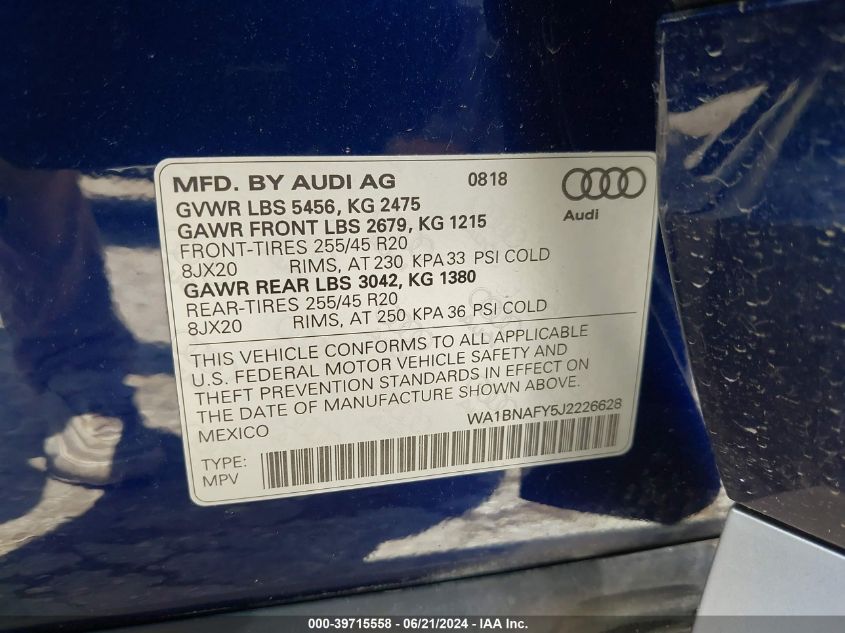 MFD. BY AUDI AG 0818
Audi
GVWR LBS 5456, KG 2475
GAWR FRONT LBS 2679, KG 1215
FRONT-TIRES 255/45 R20
8JX20 RIMS, AT 230 KPA 33 PSI COLD
GAWR REAR LBS 3042, KG 1380
REAR-TIRES 255/45 R20
8JX20 RIMS, AT 250 KPA 36 PSI COLD
THIS VEHICLE CONFORMS TO ALL APPLICABLE
U.S. FEDERAL MOTOR VEHICLE SAFETY AND
THEFT PREVENTION STANDARDS IN EFFECT ON
THE DATE OF MANUFACTURE SHOWN ABOVE.
MEXICO WA1BNAFY5J2226628
TYPE:
MPV
000-39715558 - 06/21/2024 - IAAI Inc.